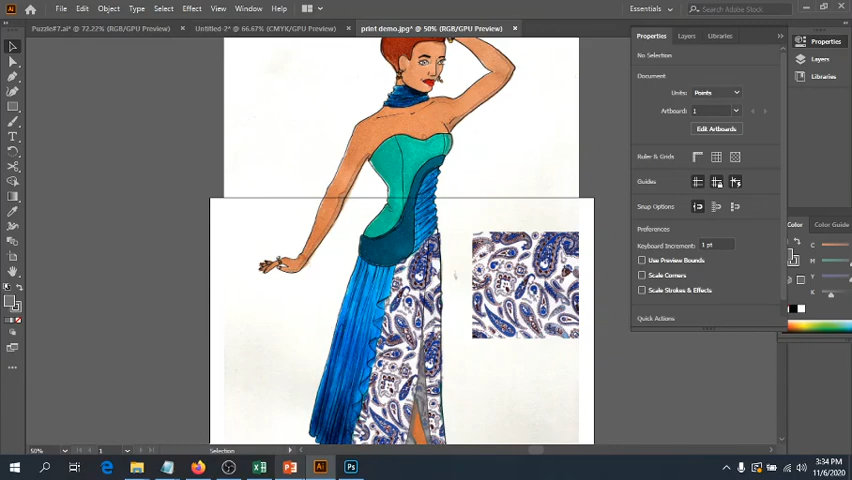 File Edit Object Type Select Effect View Window Help
Essentials Search Adobe Stock
Puzzle#7.ai* @ 72.22% (RGB/GPU Preview) × Untitled-2* @ 66.67% (CMYK/GPU Preview) × print demo.jpg* @ 50% (RGB/GPU Preview) ×
Properties Layers Libraries
No Selection
Document
Units: Points
Artboard: 1
Edit Artboards
Ruler & Grids
Guides
Snap Options
Preferences
Keyboard Increment: 1 pt
Use Preview Bounds
Scale Corners
Scale Strokes & Effects
Quick Actions
Properties
Layers
Libraries
Color Color Guide
C
M
Y
K
50% 1 Selection
3:34 PM
11/6/2020